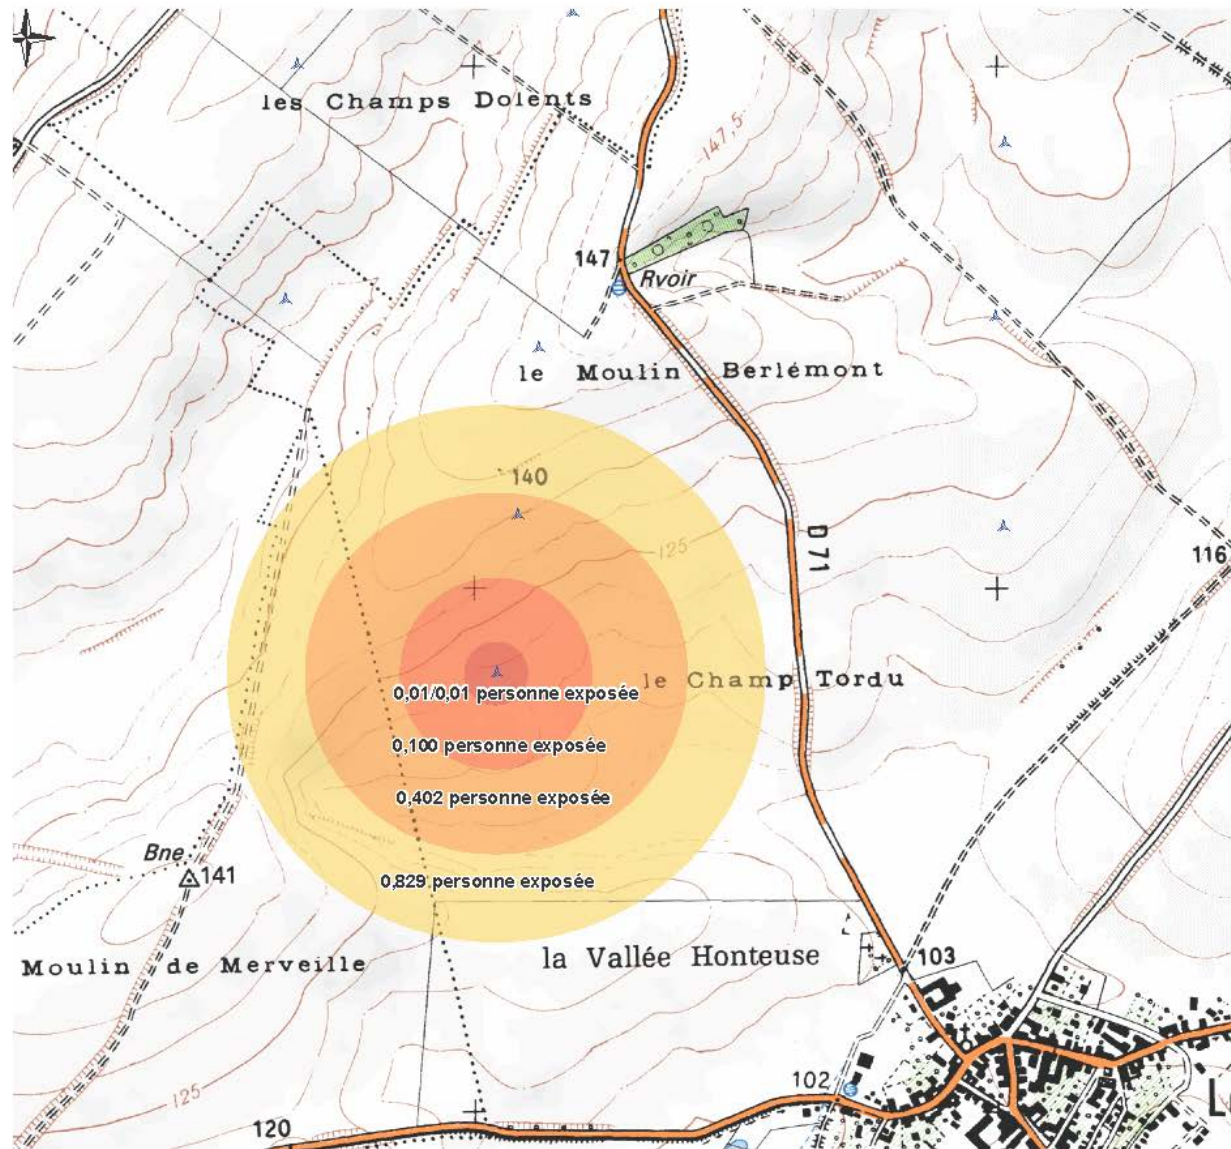 les Champs Dolents
147,5
147
Rvoir
le Moulin Berlémont
140
125
D 71
116
le Champ Tordu
0,01/0,01 personne exposée
0,100 personne exposée
0,402 personne exposée
Bne
141
0,829 personne exposée
la Vallée Honteuse
103
Moulin de Merveille
125
102
120
L